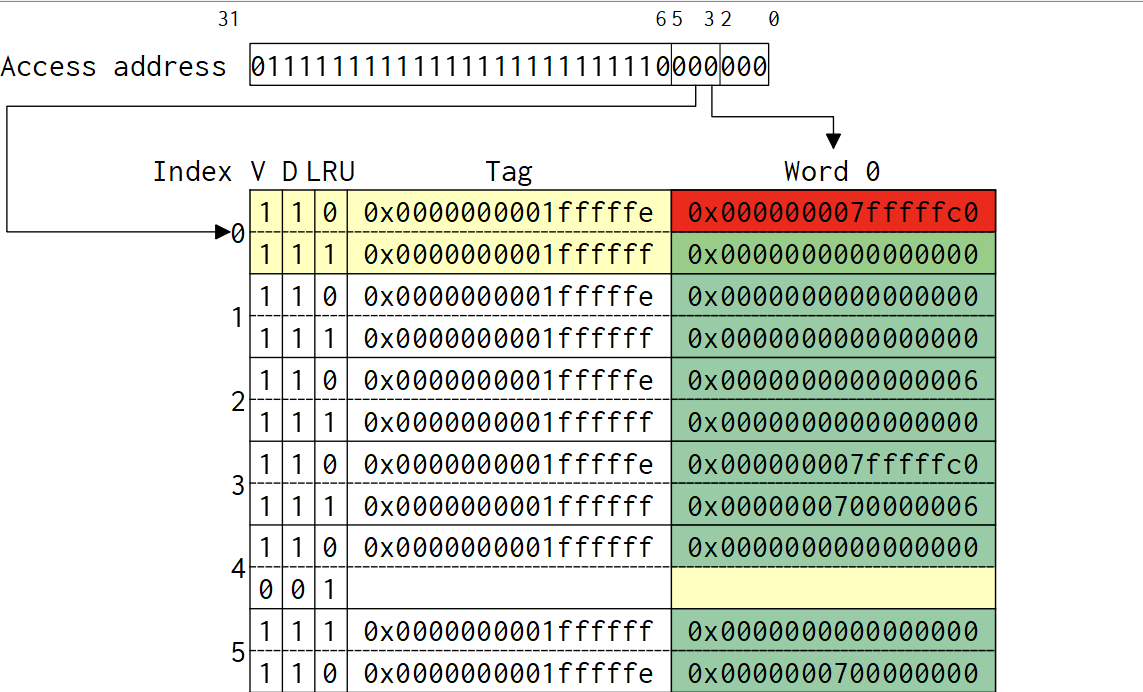 31 6 5 3 2 0
Access address 01111111111111111111111110000000
Index V D LRU Tag Word 0
1 1 0 0x0000000001fffffe 0x000000007fffffc0
0
1 1 1 0x0000000001ffffff 0x0000000000000000
1 1 0 0x0000000001fffffe 0x0000000000000000
1
1 1 1 0x0000000001ffffff 0x0000000000000000
1 1 0 0x0000000001fffffe 0x0000000000000006
2
1 1 1 0x0000000001ffffff 0x0000000000000000
1 1 0 0x0000000001fffffe 0x000000007fffffc0
3
1 1 1 0x0000000001ffffff 0x0000000700000006
1 1 0 0x0000000001ffffff 0x0000000000000000
4
0 0 1
1 1 1 0x0000000001ffffff 0x0000000000000000
5
1 1 0 0x0000000001fffffe 0x0000000700000000